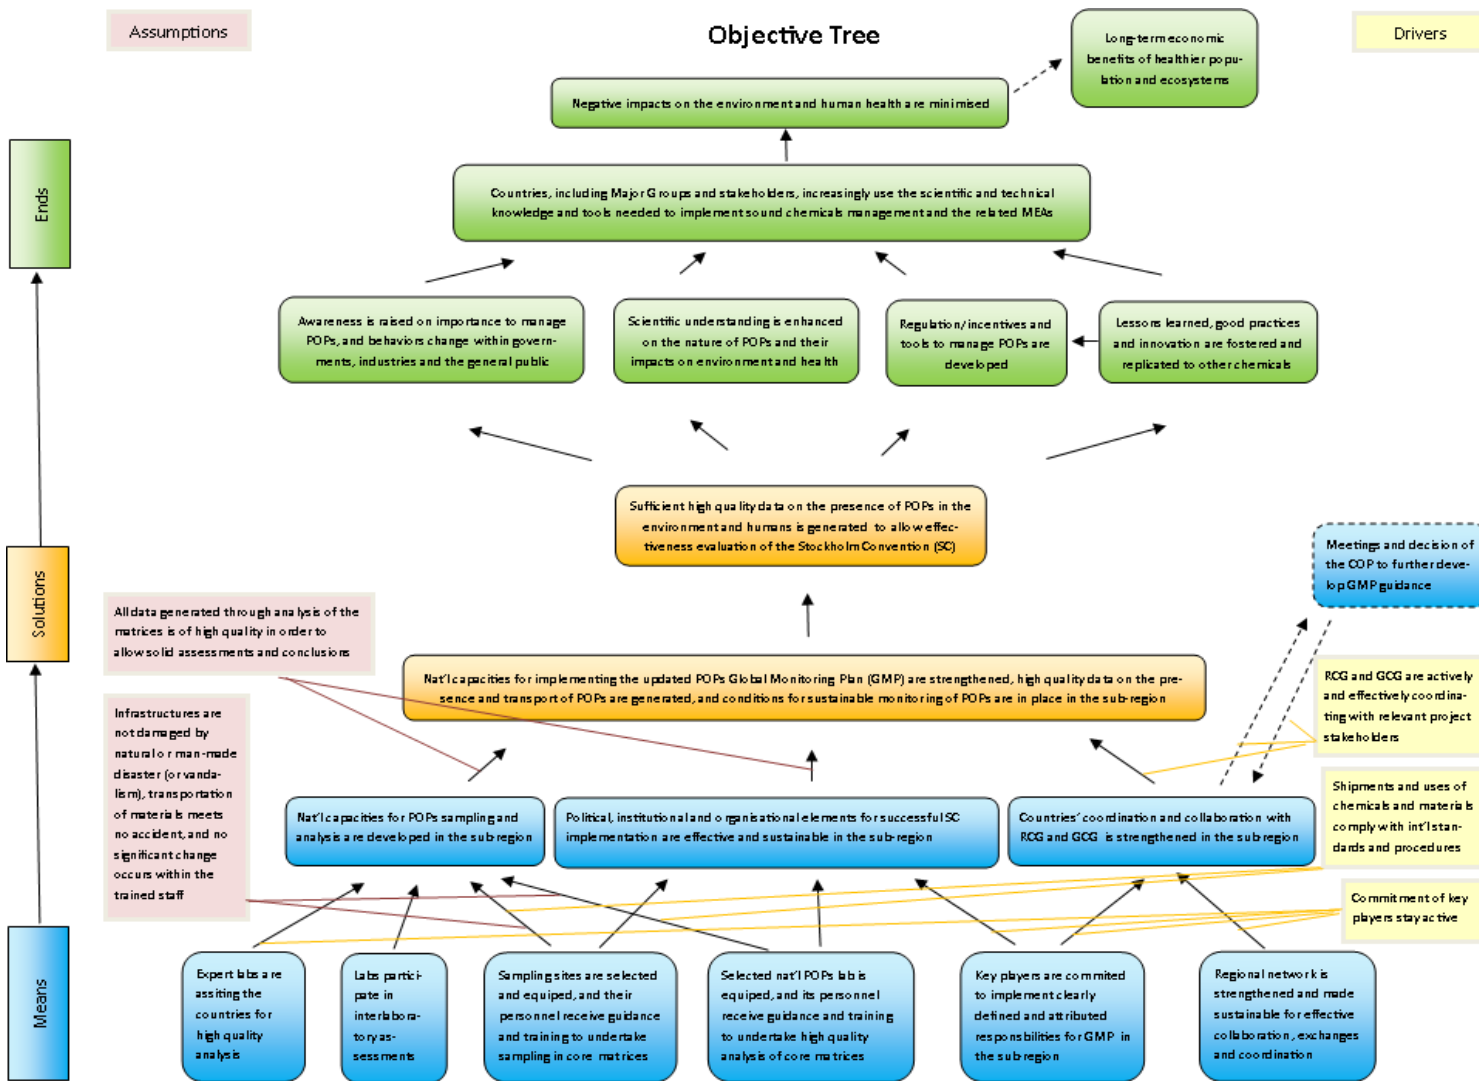 Assumptions
Objective Tree
Drivers
Long-term economic
benefits of healthier popu-
lation and ecosystems
Negative impacts on the environment and human health are minimised
Ends
Countries, including Major Groups and stakeholders, increasingly use the scientific and technical
knowledge and tools needed to implement sound chemicals management and the related MEAs
Awareness is raised on importance to manage
POPs, and behaviors change within govern-
ments, industries and the general public
Scientific understanding is enhanced
on the nature of POPs and their
impacts on environment and health
Regulation/incentives and
tools to manage POPs are
developed
Lessons learned, good practices
and innovation are fostered and
replicated to other chemicals
Sufficient high quality data on the presence of POPs in the
environment and humans is generated to allow effec-
tiveness evaluation of the Stockholm Convention (SC)
Meetings and decision of
the COP to further deve-
lop GMP guidance
Solutions
All data generated through analysis of the
matrices is of high quality in order to
allow solid assessments and conclusions
Nat'l capacities for implementing the updated POPs Global Monitoring Plan (GMP) are strengthened, high quality data on the pre-
sence and transport of POPs are generated, and conditions for sustainable monitoring of POPs are in place in the sub-region
RCG and GCG are actively
and effectively coordina-
ting with relevant project
stakeholders
Infrastructures are
not damaged by
natural or man-made
disaster (or vanda-
lism), transportation
of materials meets
no accident, and no
significant change
occurs within the
trained staff
Nat'l capacities for POPs sampling and
analysis are developed in the sub-region
Political, institutional and organisational elements for successful SC
implementation are effective and sustainable in the sub-region
Countries' coordination and collaboration with
RCG and GCG is strengthened in the sub-region
Shipments and uses of
chemicals and materials
comply with int'l stan-
dards and procedures
Commitment of key
players stay active
Means
Expert labs are
assiting the
countries for
high quality
analysis
Labs partici-
pate in
interlabora-
tory as-
sessments
Sampling sites are selected
and equiped, and their
personnel receive guidance
and training to undertake
sampling in core matrices
Selected nat'l POPs lab is
equiped, and its personnel
receive guidance and training
to undertake high quality
analysis of core matrices
Key players are commited
to implement clearly
defined and attributed
responsibilities for GMP in
the sub-region
Regional network is
strengthened and made
sustainable for effective
collaboration, exchanges
and coordination